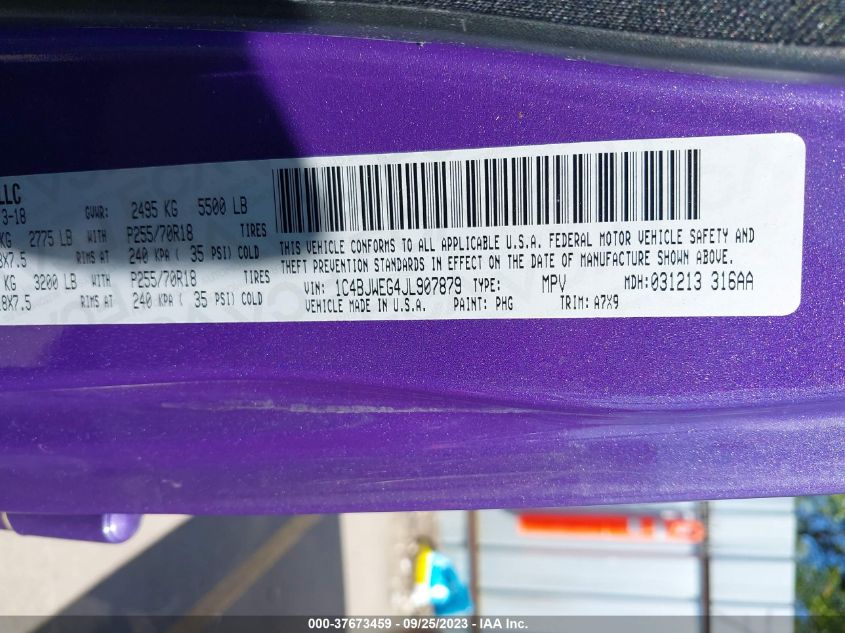 LLC
3-18 GVWR: 2495 KG 5500 LB
KG 2775 LB WITH P255/70R18 TIRES
8X7.5 RIMS AT 240 KPA ( 35 PSI) COLD
KG 3200 LB WITH P255/70R18 TIRES
8X7.5 RIMS AT 240 KPA ( 35 PSI) COLD
THIS VEHICLE CONFORMS TO ALL APPLICABLE U.S.A. FEDERAL MOTOR VEHICLE SAFETY AND
THEFT PREVENTION STANDARDS IN EFFECT ON THE DATE OF MANUFACTURE SHOWN ABOVE.
VIN: 1C4BJWEG4JL907879 TYPE: MPV MDH:031213 316AA
VEHICLE MADE IN U.S.A. PAINT: PHG TRIM: A7X9
000-37673459 - 09/25/2023 - IAA Inc.